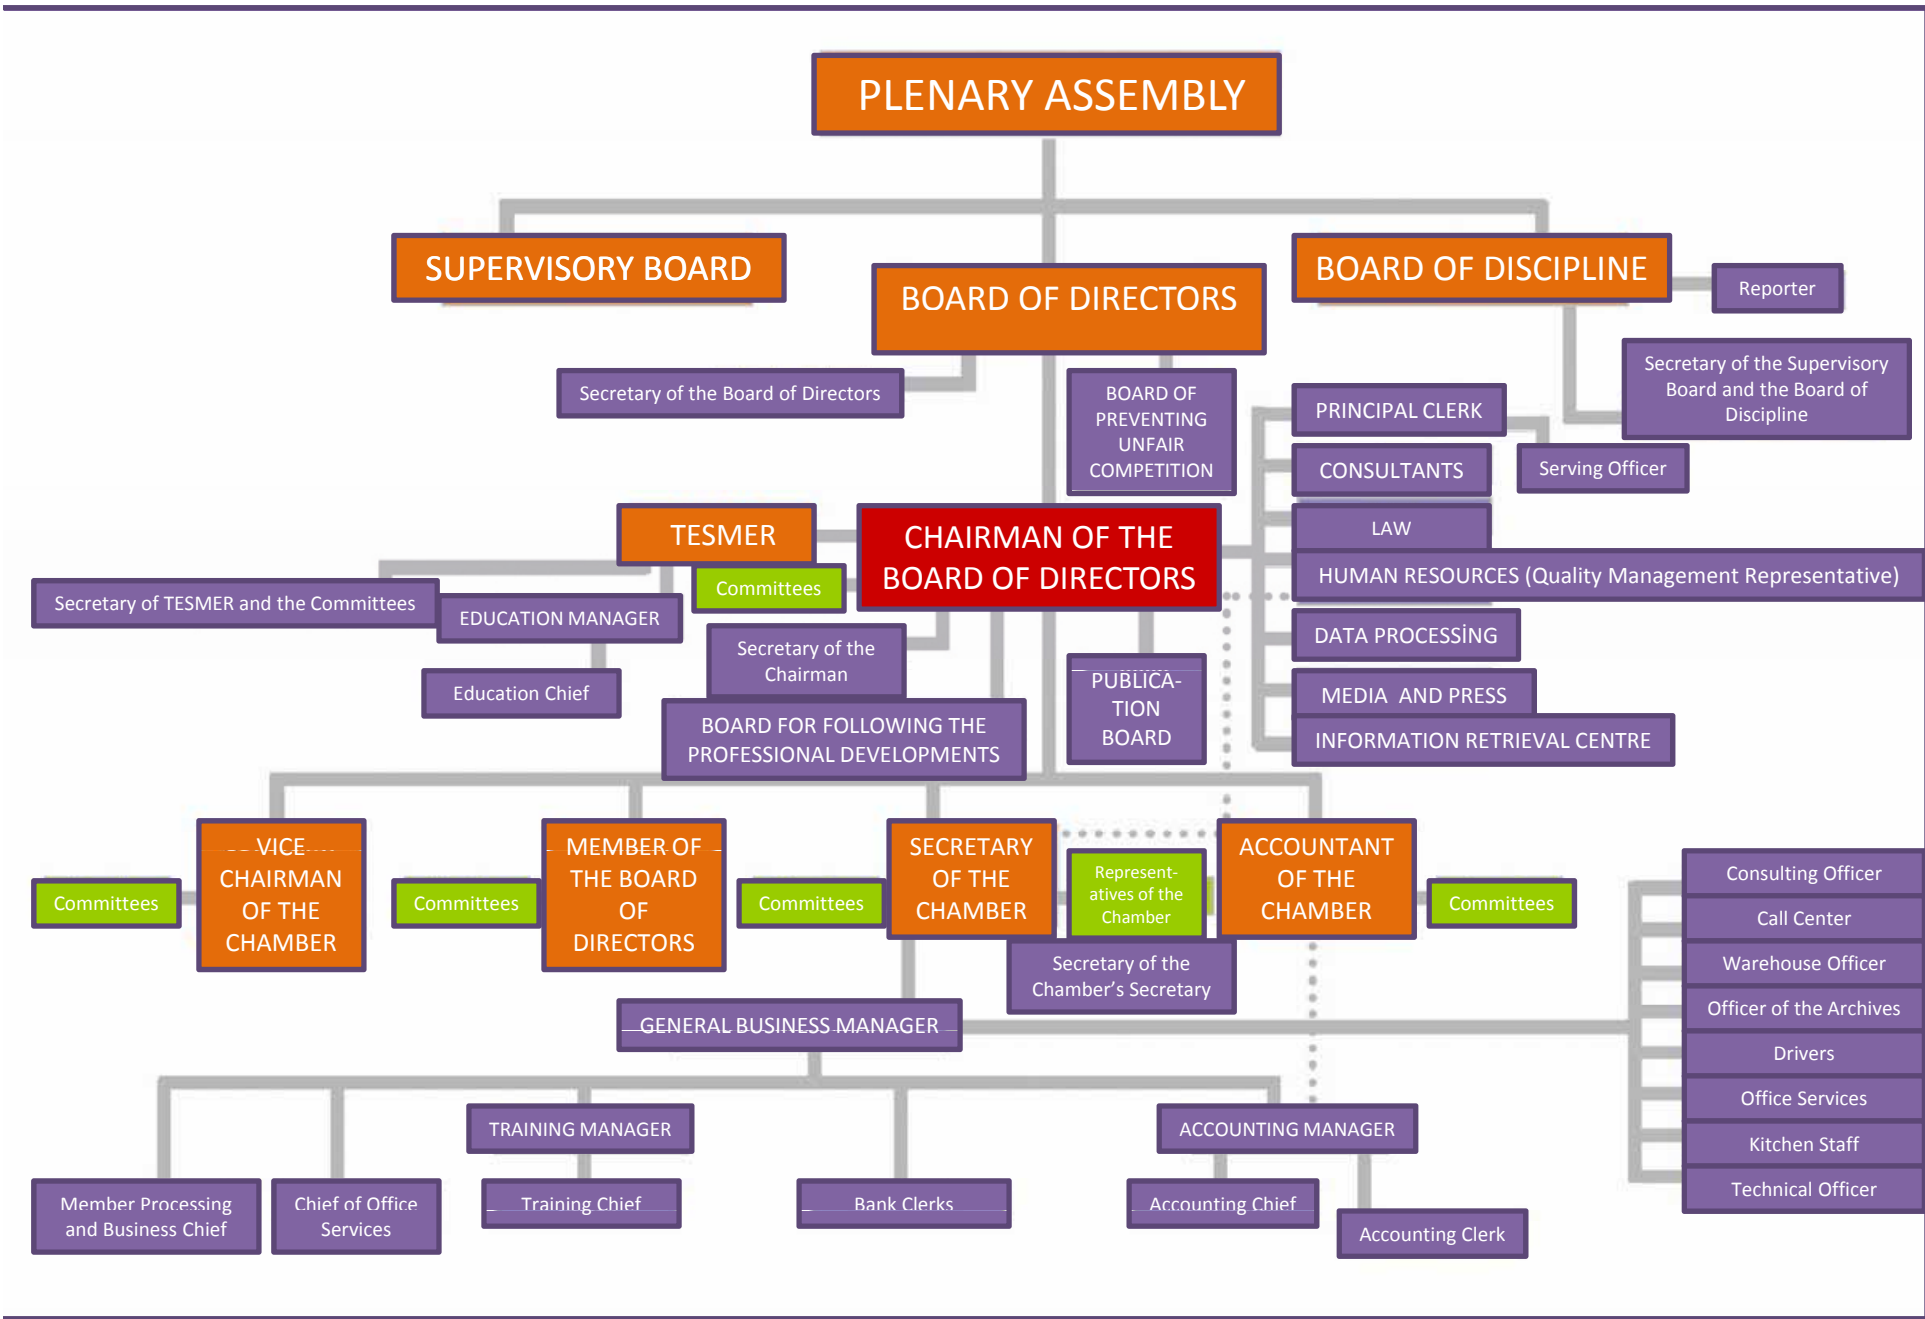 PLENARY ASSEMBLY
SUPERVISORY BOARD
BOARD OF DIRECTORS
BOARD OF DISCIPLINE
Reporter
Secretary of the Supervisory
Board and the Board of
Discipline
Secretary of the Board of Directors
BOARD OF
PREVENTING
UNFAIR
COMPETITION
PRINCIPAL CLERK
Serving Officer
CONSULTANTS
LAW
HUMAN RESOURCES (Quality Management Representative)
DATA PROCESSİNG
MEDIA AND PRESS
INFORMATION RETRIEVAL CENTRE
TESMER
CHAIRMAN OF THE
BOARD OF DIRECTORS
Committees
Secretary of TESMER and the Committees
EDUCATION MANAGER
Education Chief
Secretary of the
Chairman
BOARD FOR FOLLOWING THE
PROFESSIONAL DEVELOPMENTS
PUBLICA-
TION
BOARD
Committees
VICE
CHAIRMAN
OF THE
CHAMBER
Committees
MEMBER OF
THE BOARD
OF
DIRECTORS
Committees
SECRETARY
OF THE
CHAMBER
Represent-
atives of the
Chamber
ACCOUNTANT
OF THE
CHAMBER
Committees
Secretary of the
Chamber’s Secretary
GENERAL BUSINESS MANAGER
Consulting Officer
Call Center
Warehouse Officer
Officer of the Archives
Drivers
Office Services
Kitchen Staff
Technical Officer
TRAINING MANAGER
ACCOUNTING MANAGER
Member Processing
and Business Chief
Chief of Office
Services
Training Chief
Bank Clerks
Accounting Chief
Accounting Clerk